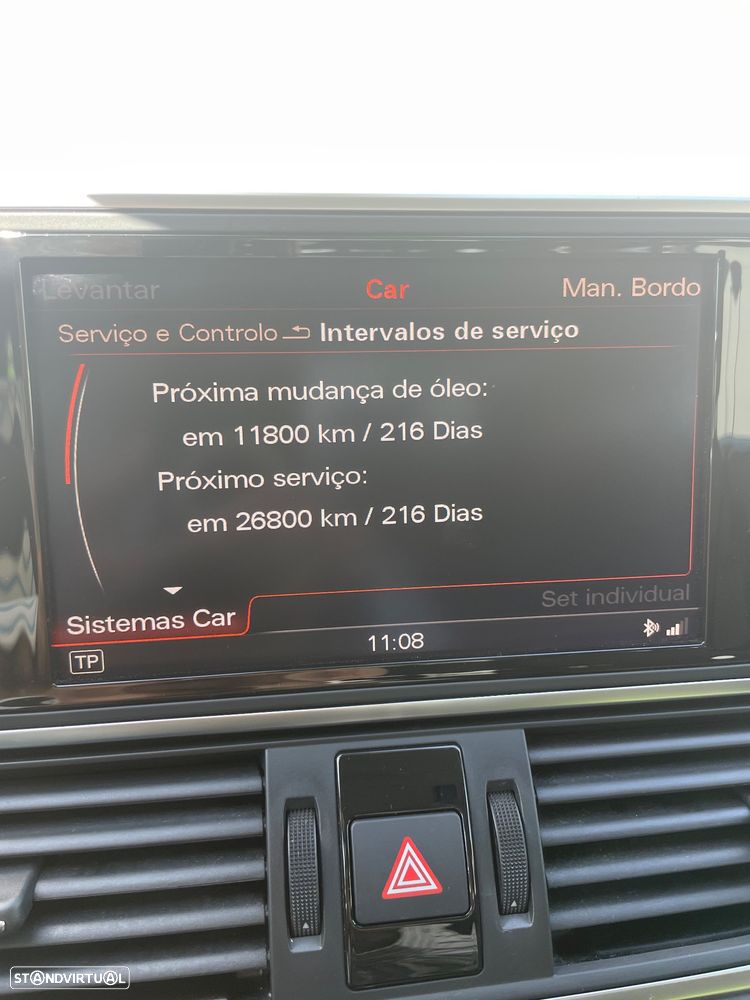 Levantar Car Man. Bordo
Serviço e Controlo Intervalos de serviço
Próxima mudança de óleo:
em 11800 km / 216 Dias
Próximo serviço:
em 26800 km / 216 Dias
Set individual
Sistemas Car
TP 11:08
STANDVIRTUAL